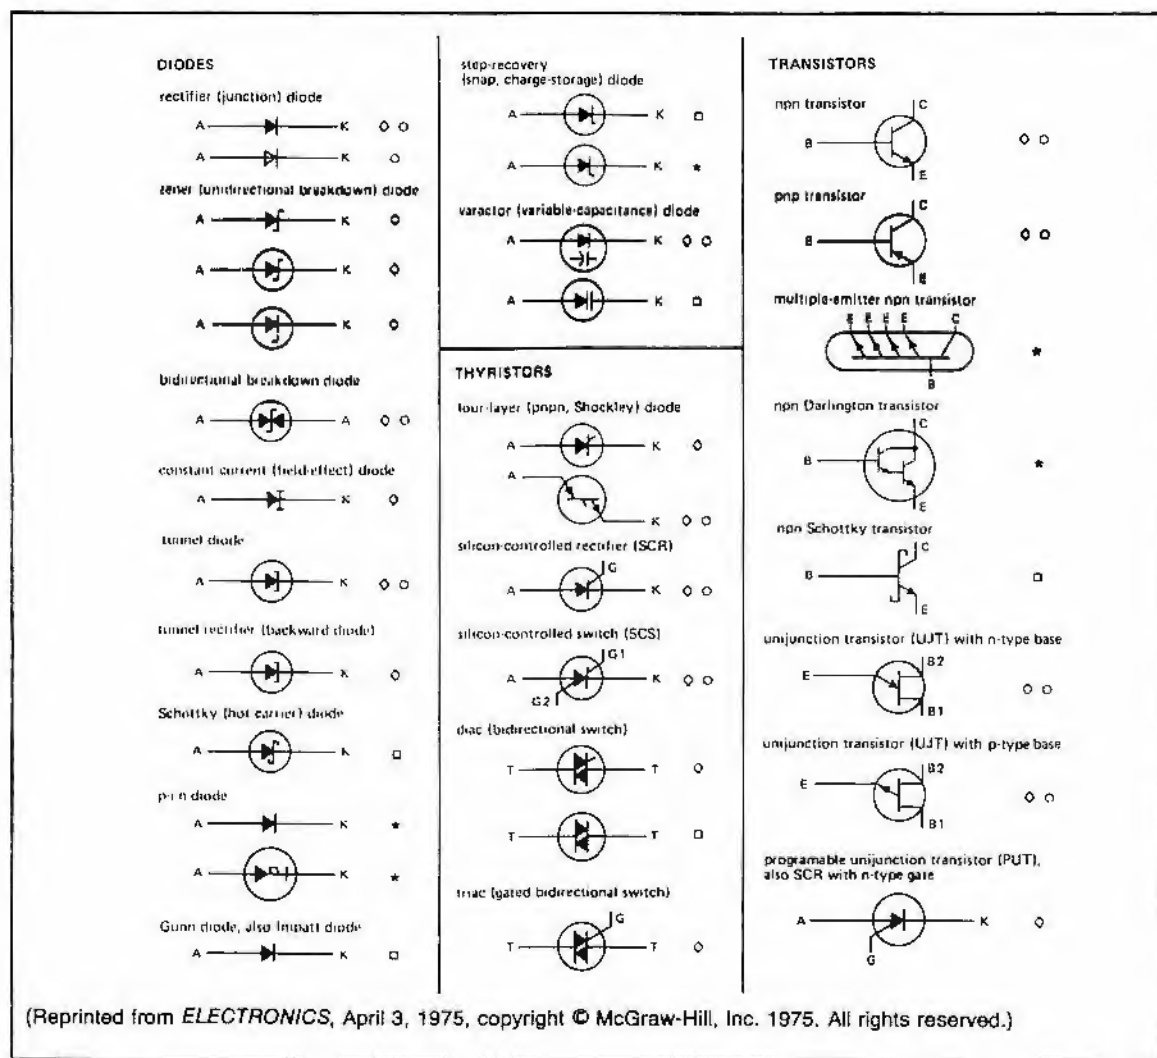 DIODES
rectifier (junction) diode
A K
A K
zener (unidirectional breakdown) diode
A K
A K
A K
bidirectional breakdown diode
A A
constant current (field-effect) diode
A K
tunnel diode
A K
tunnel rectifier (backward diode)
A K
Schottky (hot carrier) diode
A K
p-i-n diode
A K
A K
Gunn diode, also Impatt diode
A K
step-recovery
(snap, charge-storage) diode
A K
A K
varactor (variable-capacitance) diode
A K
A K
THYRISTORS
four-layer (pnpn, Shockley) diode
A K
A
K
silicon-controlled rectifier (SCR)
G
A K
silicon-controlled switch (SCS)
G1
A K
G2
diac (bidirectional switch)
T T
T T
triac (gated bidirectional switch)
G
T T
TRANSISTORS
npn transistor
C
B
E
pnp transistor
C
B
E
multiple-emitter npn transistor
E E E E C
B
npn Darlington transistor
C
B
E
npn Schottky transistor
C
B
E
unijunction transistor (UJT) with n-type base
B2
E
B1
unijunction transistor (UJT) with p-type base
B2
E
B1
programable unijunction transistor (PUT),
also SCR with n-type gate
A K
G
(Reprinted from ELECTRONICS, April 3, 1975, copyright © McGraw-Hill, Inc. 1975. All rights reserved.)